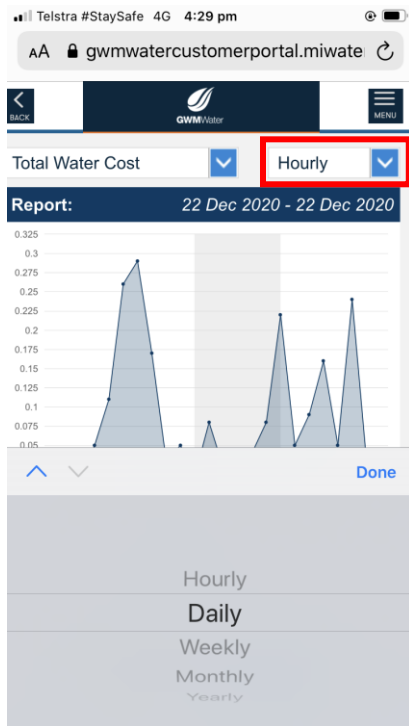 Telstra #StaySafe 4G 4:29 pm
AA gwmwatercustomerportal.miwate
BACK
GWMWater
MENU
Total Water Cost
Hourly
Report: 22 Dec 2020 - 22 Dec 2020
0.325
0.3
0.275
0.25
0.225
0.2
0.175
0.15
0.125
0.1
0.075
0.05
Done
Hourly
Daily
Weekly
Monthly
Yearly